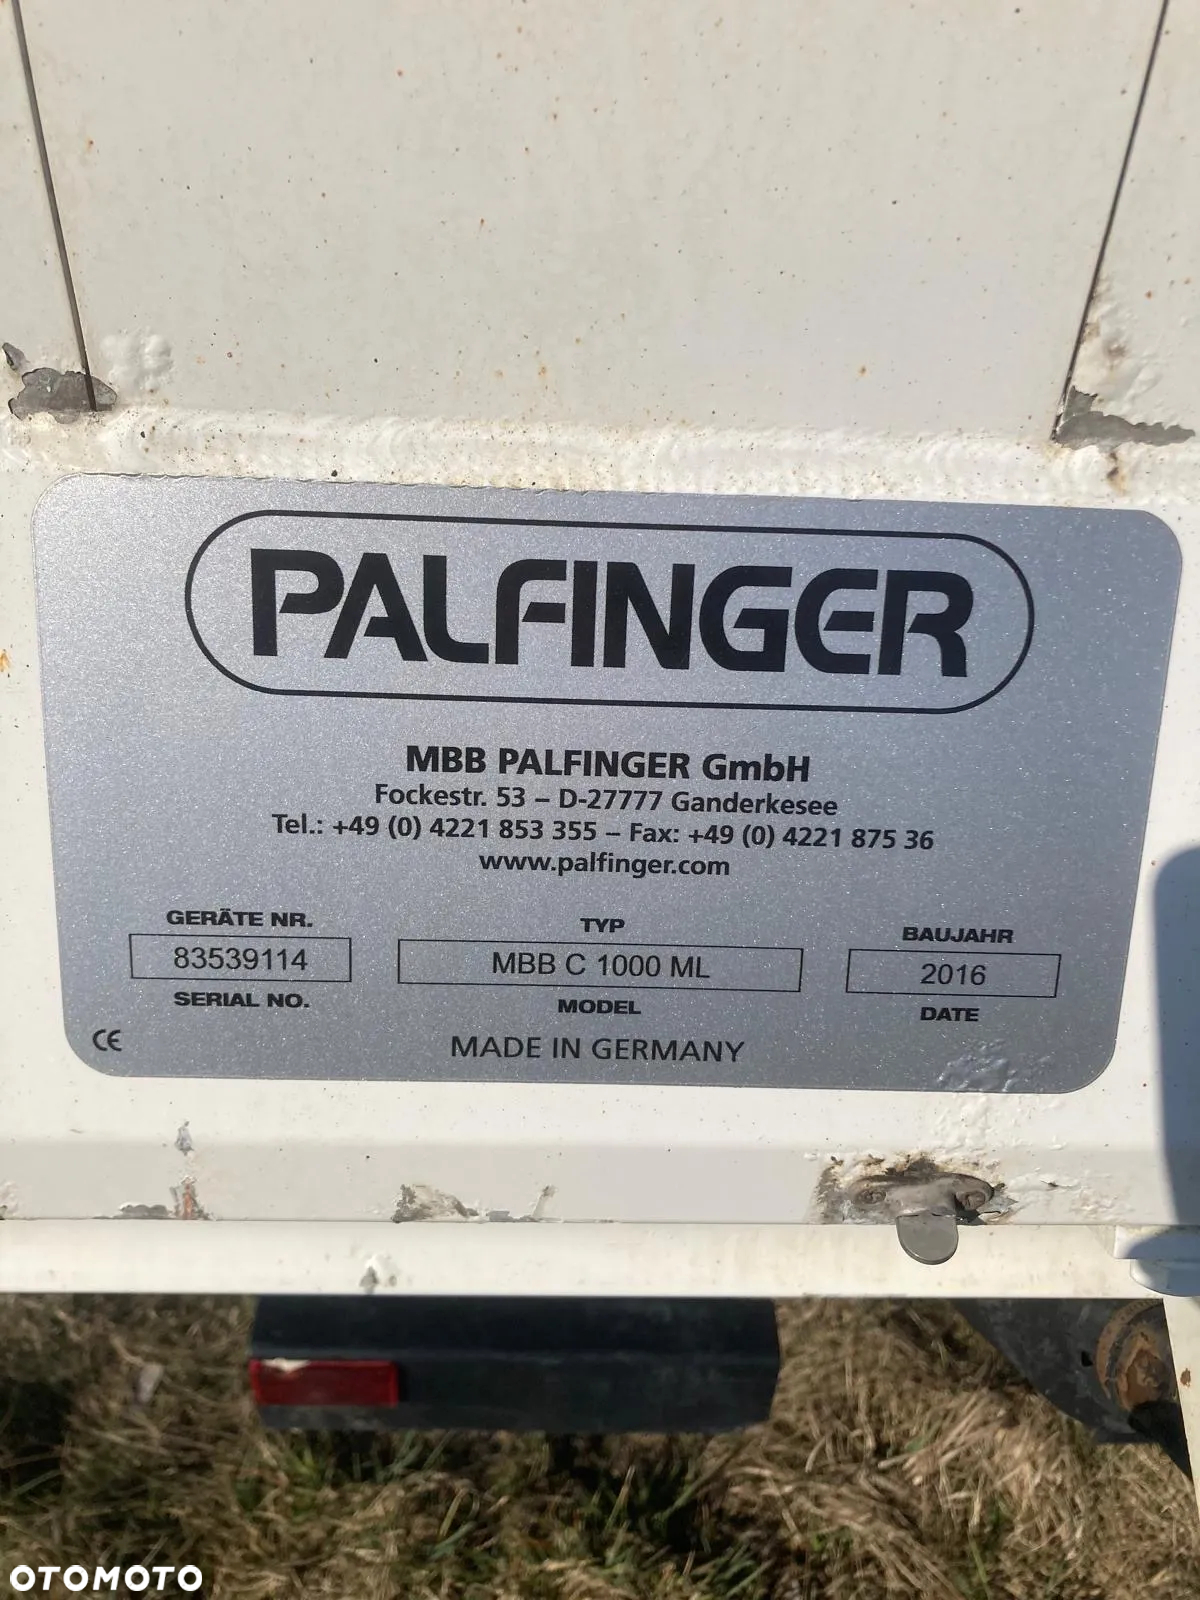 PALFINGER
MBB PALFINGER GmbH
Fockestr. 53 – D-27777 Ganderkesee
Tel.: +49 (0) 4221 853 355 – Fax: +49 (0) 4221 875 36
www.palfinger.com
GERÄTE NR. TYP BAUJAHR
83539114 MBB C 1000 ML 2016
SERIAL NO. MODEL DATE
CE MADE IN GERMANY
OTOMOTO